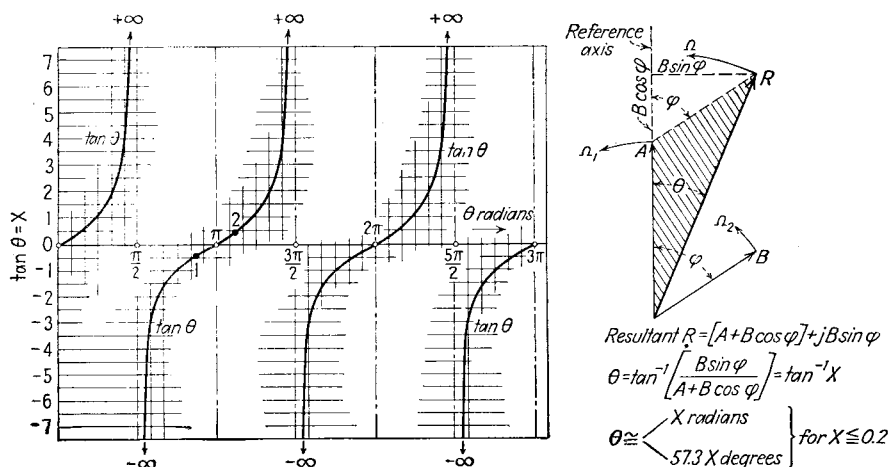 +∞ +∞ +∞
7
6
5
4
3
2
1
0
-1
-2
-3
-4
-5
-6
-7
tan θ = X
tan θ
tan θ
tan θ
tan θ
tan θ
θ radians
1
2
π/2
π
3π/2
2π
5π/2
3π
-∞ -∞ -∞
Reference
axis
Ω
B sin φ
R
B cos φ
φ
A
Ω₁
θ
Ω₂
B
φ
Resultant Ṙ = [A + B cos φ] + jB sin φ
θ = tan⁻¹ [B sin φ / A + B cos φ] = tan⁻¹ X
θ ≅ X radians
57.3 X degrees } for X ≦ 0.2